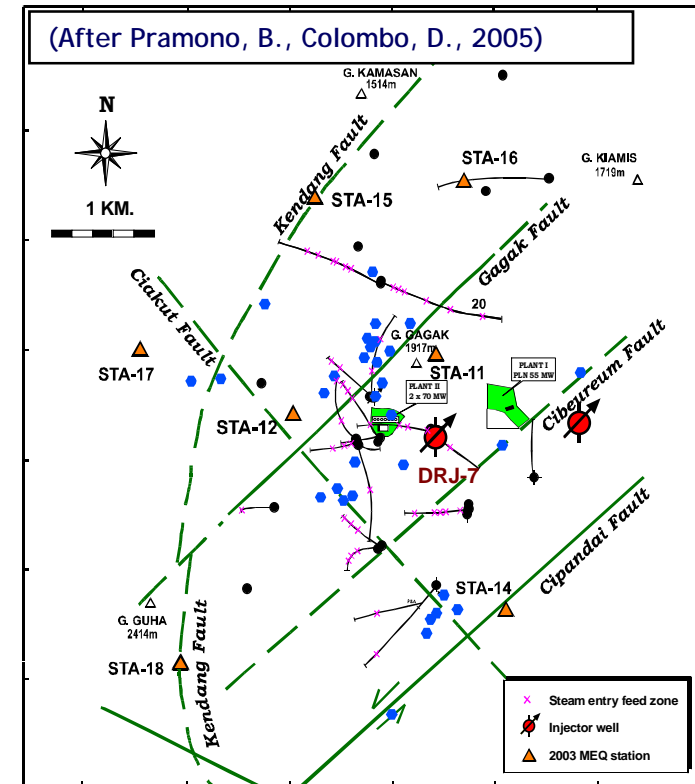 (After Pramono, B., Colombo, D., 2005)
G. KAMASAN
1514m
N
Kendang Fault
STA-16
G. KIAMIS
1719m
STA-15
1 KM.
Gagak Fault
Ciakut Fault
20
G. GAGAK
1917m
STA-11
STA-17
PLANT I
PLN 55 MW
PLANT II
2 x 70 MW
Cibeureum Fault
STA-12
DRJ-7
Cipandai Fault
STA-14
G. GUHA
2414m
STA-18
Kendang Fault
Steam entry feed zone
Injector well
2003 MEQ station